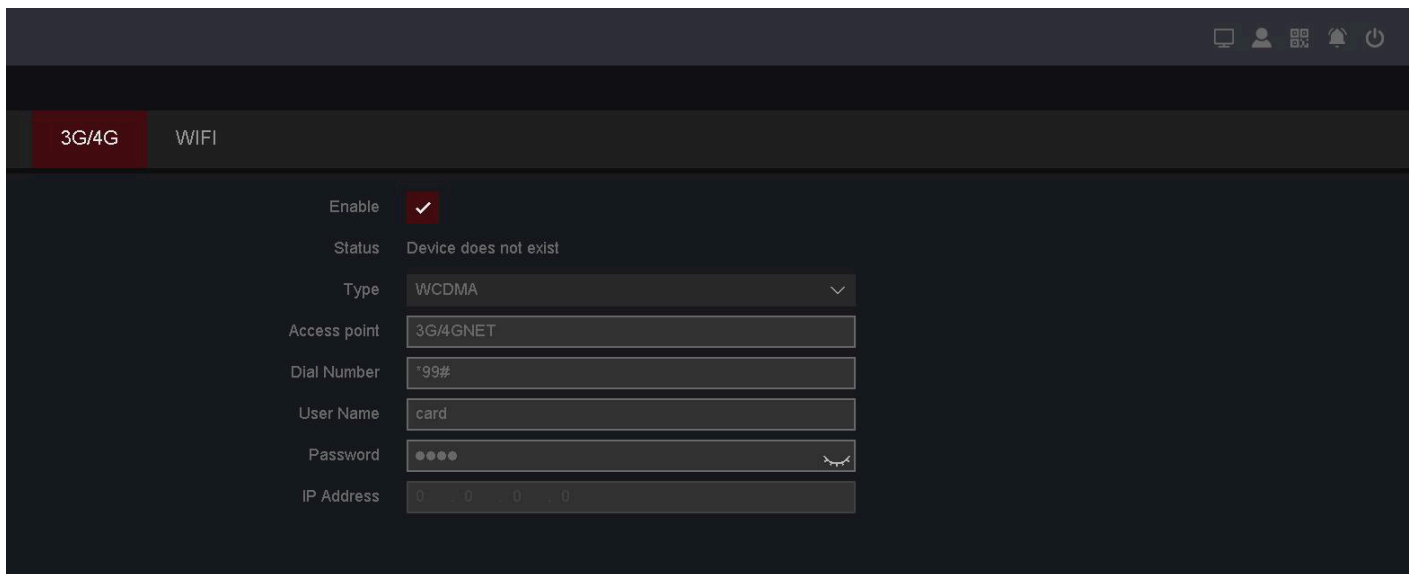 3G/4G WIFI
Enable
Status Device does not exist
Type WCDMA
Access point 3G/4GNET
Dial Number *99#
User Name card
Password ●●●●
IP Address 0 . 0 . 0 . 0